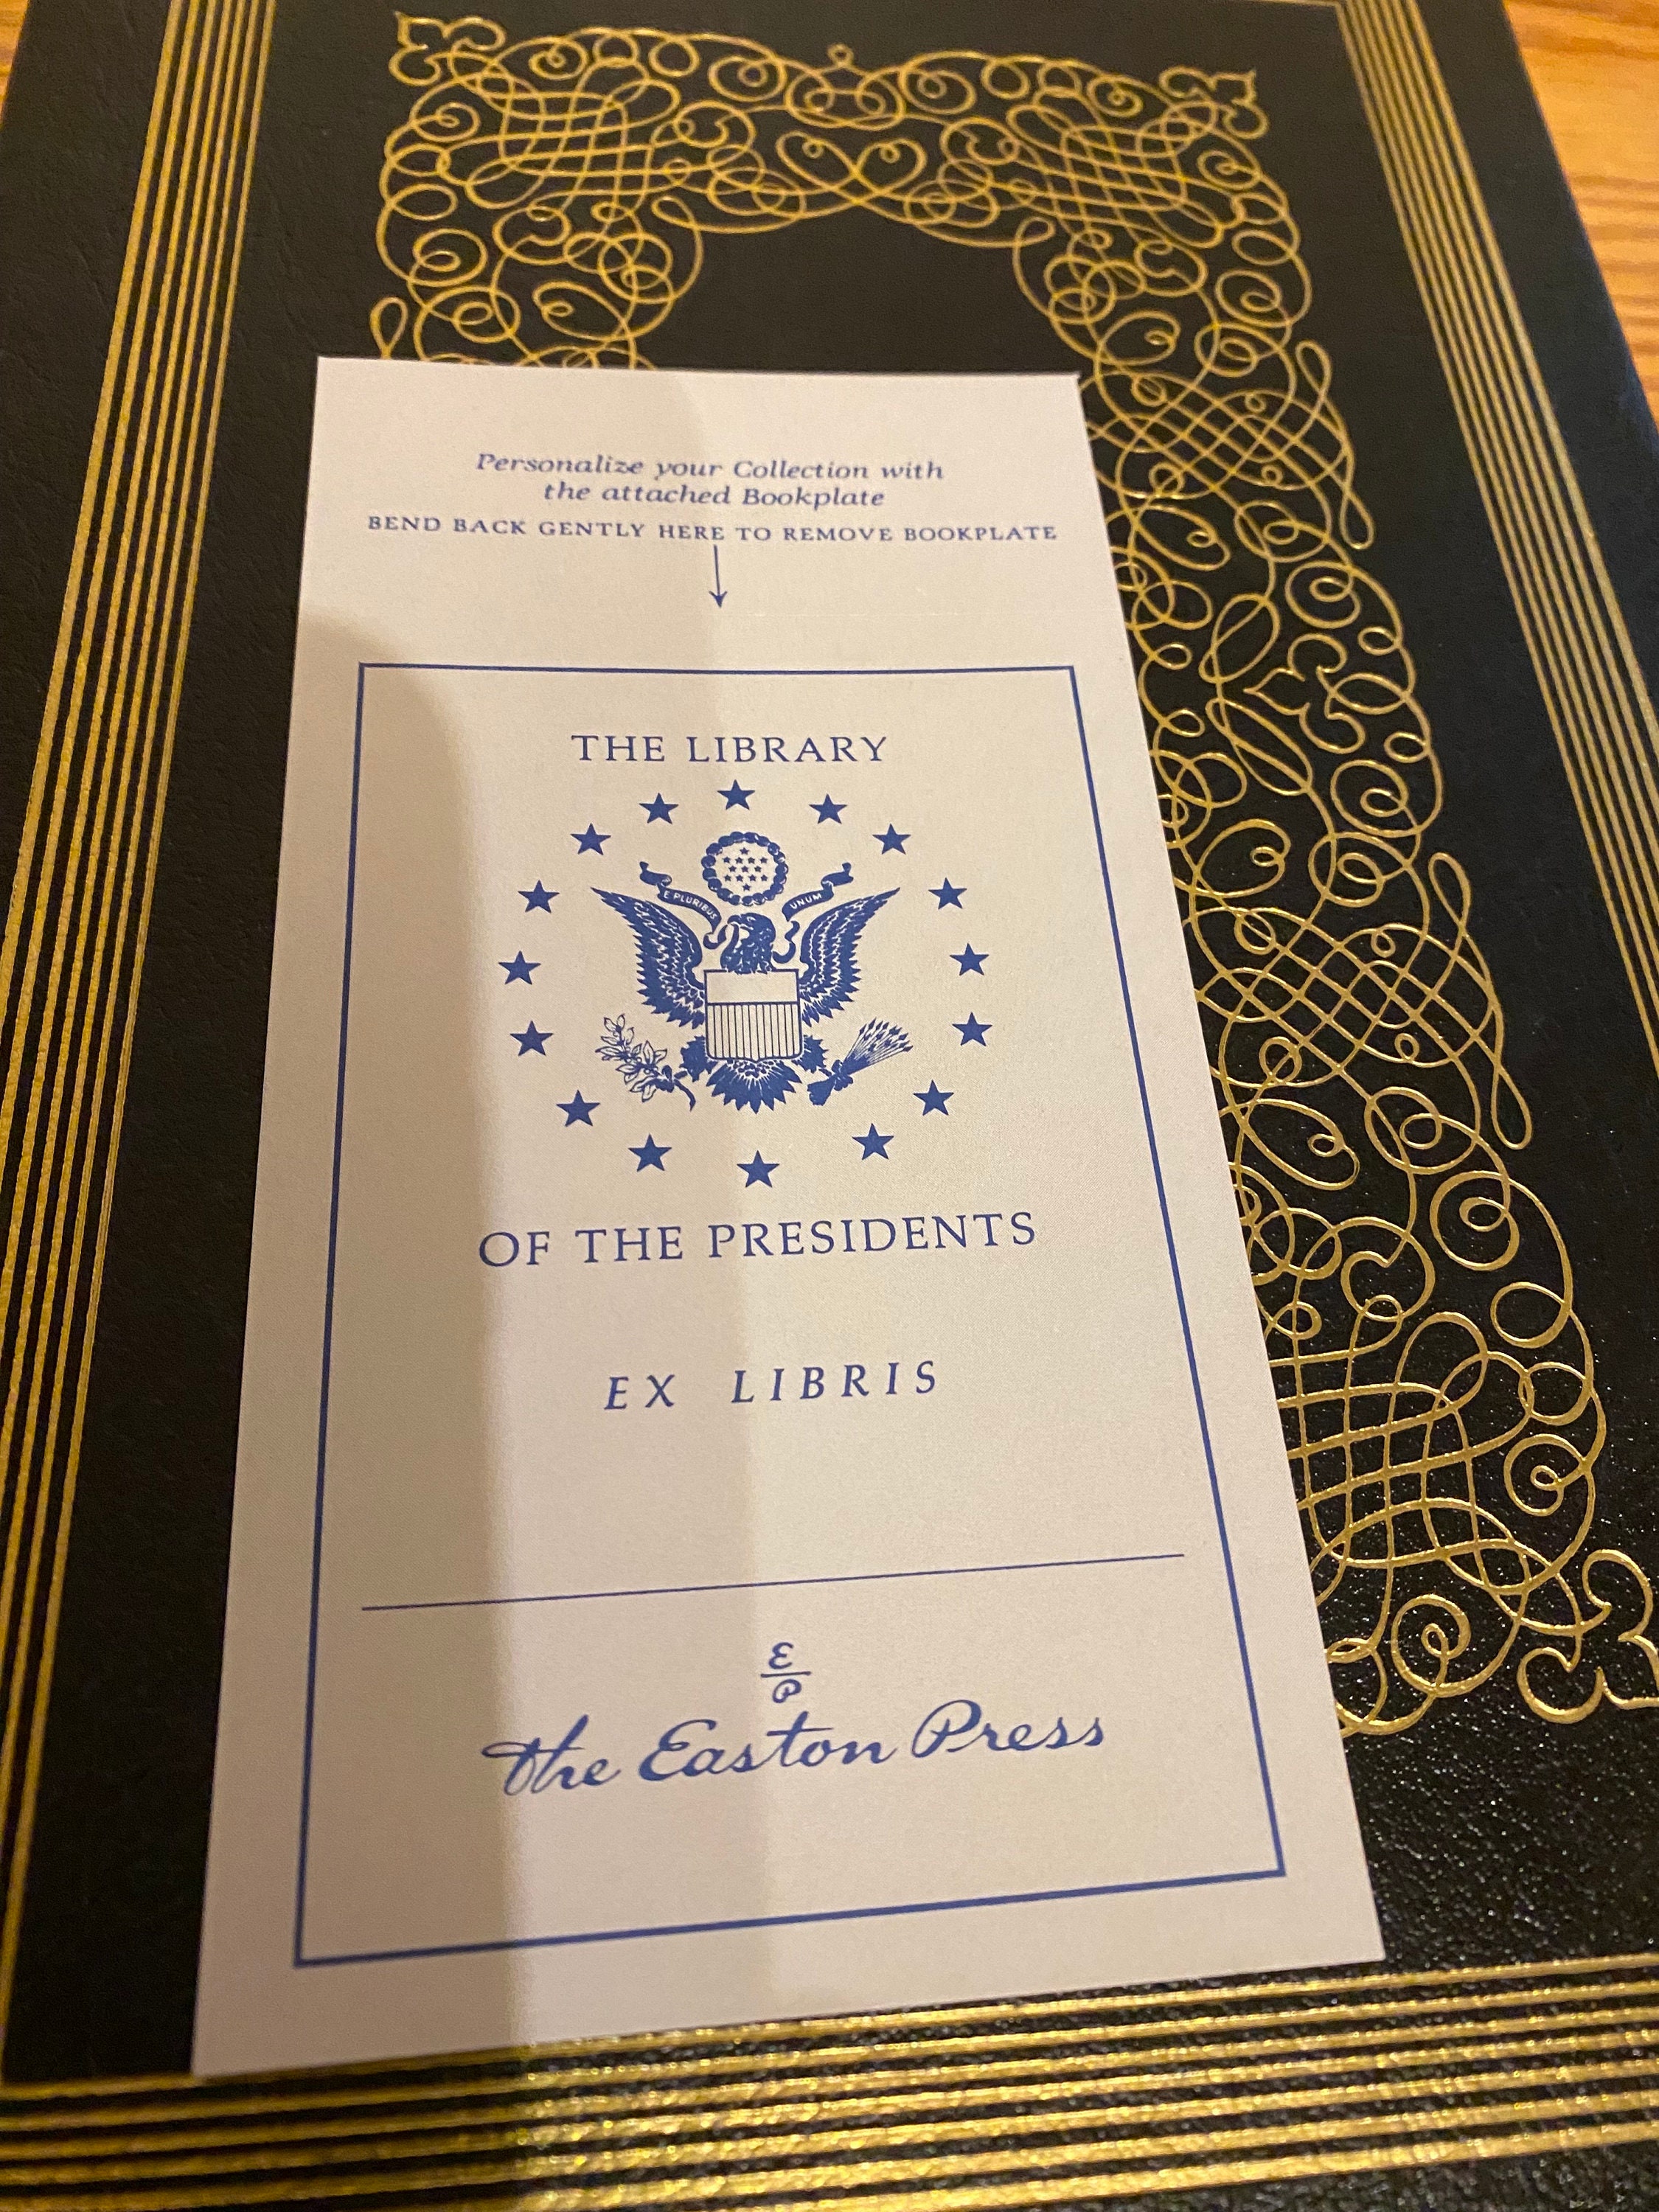 Personalize your Collection with
the attached Bookplate
BEND BACK GENTLY HERE TO REMOVE BOOKPLATE
THE LIBRARY
E PLURIBUS UNUM
OF THE PRESIDENTS
EX LIBRIS
E
P
The Easton Press